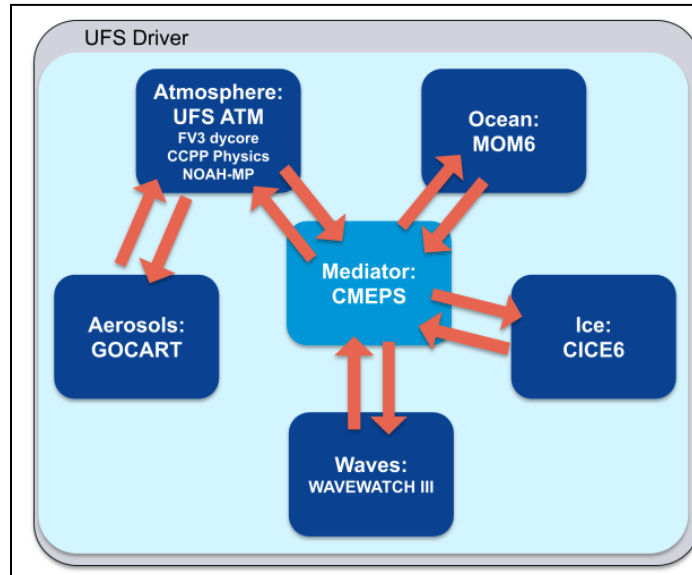 UFS Driver
Atmosphere:
UFS ATM
FV3 dycore
CCPP Physics
NOAH-MP
Ocean:
MOM6
Mediator:
CMEPS
Aerosols:
GOCART
Ice:
CICE6
Waves:
WAVEWATCH III